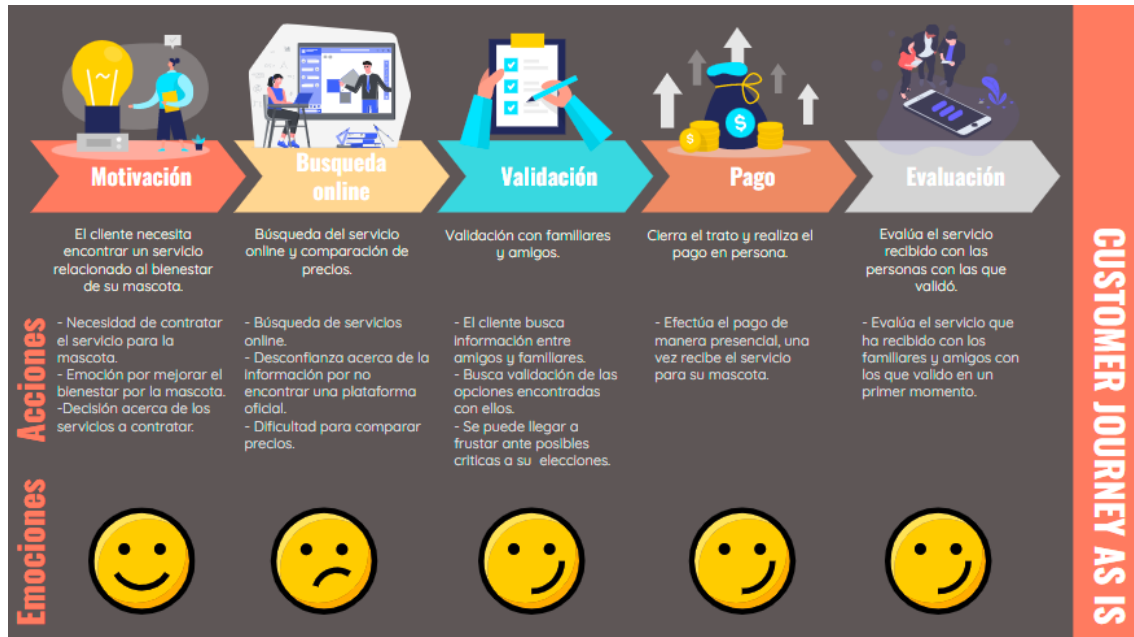 Motivación
Busqueda
online
Validación
Pago
Evaluación
El cliente necesita
encontrar un servicio
relacionado al bienestar
de su mascota.
Búsqueda del servicio
online y comparación de
precios.
Validación con familiares
y amigos.
Cierra el trato y realiza el
pago en persona.
Evalúa el servicio
recibido con las
personas con las que
validó.
Acciones
- Necesidad de contratar
el servicio para la
mascota.
- Emoción por mejorar el
bienestar por la mascota.
-Decisión acerca de los
servicios a contratar.
- Búsqueda de servicios
online.
- Desconfianza acerca de la
información por no
encontrar una plataforma
oficial.
- Dificultad para comparar
precios.
- El cliente busca
información entre
amigos y familiares.
- Busca validación de las
opciones encontradas
con ellos.
- Se puede llegar a
frustar ante posibles
criticas a su elecciones.
- Efectúa el pago de
manera presencial, una
vez recibe el servicio
para su mascota.
- Evalúa el servicio que
ha recibido con los
familiares y amigos con
los que valido en un
primer momento.
Emociones
CUSTOMER JOURNEY AS IS